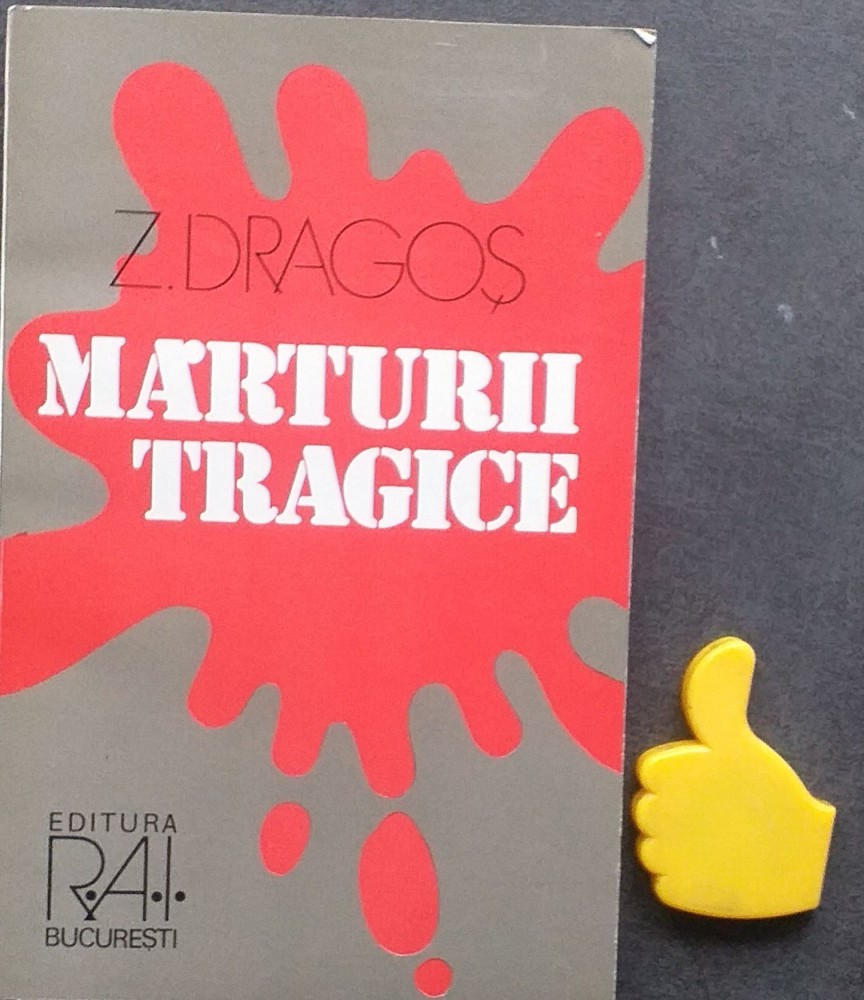 Z. DRAGOȘ
MĂRTURII
TRAGICE
EDITURA
R.A.I.
BUCUREȘTI